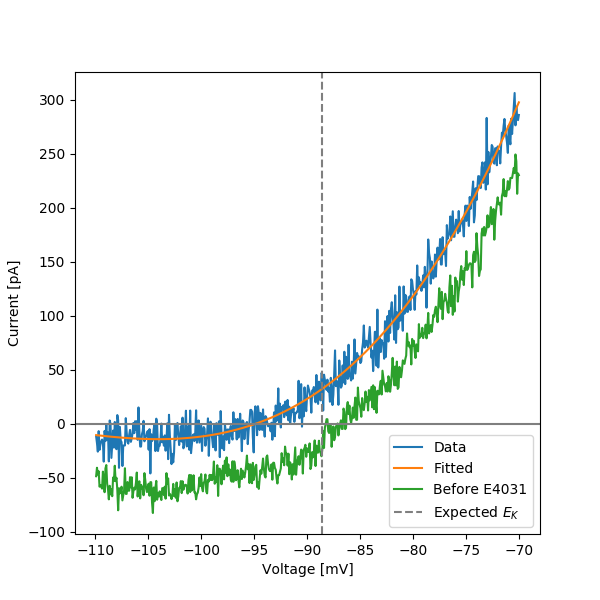 300
250
200
150
100
50
0
−50
−100
Current [pA]
−110 −105 −100 −95 −90 −85 −80 −75 −70
Voltage [mV]
Data
Fitted
Before E4031
Expected E_K